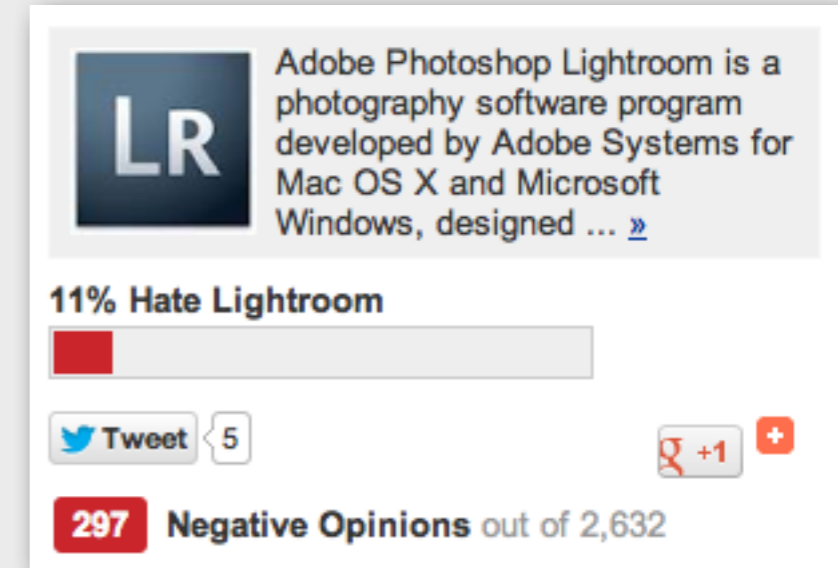 LR
Adobe Photoshop Lightroom is a
photography software program
developed by Adobe Systems for
Mac OS X and Microsoft
Windows, designed ... »
11% Hate Lightroom
Tweet 5
g +1 +
297 Negative Opinions out of 2,632